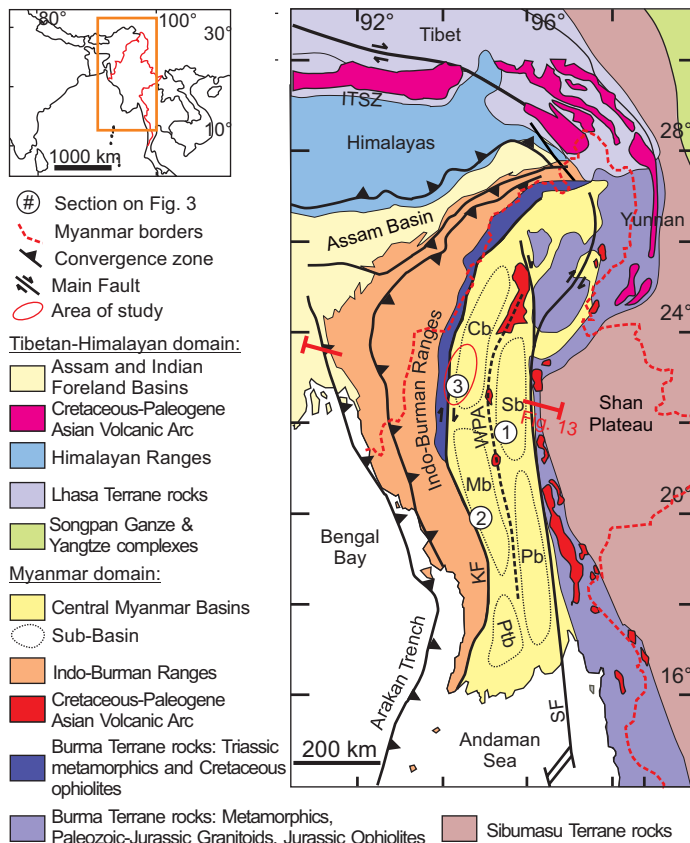 80°
100°
30°
10°
1000 km
# Section on Fig. 3
Myanmar borders
Convergence zone
Main Fault
Area of study
Tibetan-Himalayan domain:
Assam and Indian
Foreland Basins
Cretaceous-Paleogene
Asian Volcanic Arc
Himalayan Ranges
Lhasa Terrane rocks
Songpan Ganze &
Yangtze complexes
Myanmar domain:
Central Myanmar Basins
Sub-Basin
Indo-Burman Ranges
Cretaceous-Paleogene
Asian Volcanic Arc
Burma Terrane rocks: Triassic
metamorphics and Cretaceous
ophiolites
Burma Terrane rocks: Metamorphics,
Paleozoic-Jurassic Granitoids, Jurassic Ophiolites
Sibumasu Terrane rocks
92°
96°
Tibet
ITSZ
Himalayas
28°
Yunnan
Assam Basin
24°
Cb
Indo-Burman Ranges
3
WPA
Sb
1
Fig. 13
Shan
Plateau
20°
Mb
2
Bengal
Bay
KF
Pb
Ptb
16°
Arakan Trench
SF
200 km
Andaman
Sea